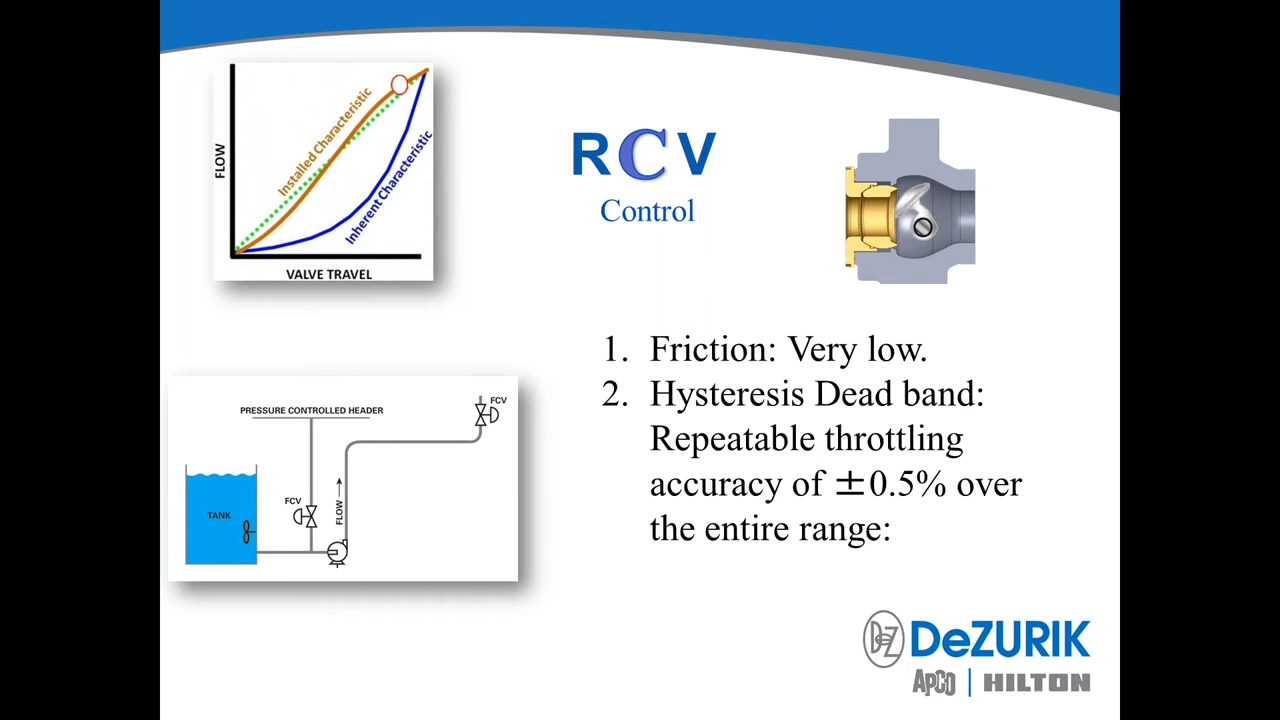 FLOW
Installed Characteristic
Inherent Characteristic
VALVE TRAVEL
RCV
Control
1. Friction: Very low.
2. Hysteresis Dead band:
Repeatable throttling
accuracy of ±0.5% over
the entire range:
PRESSURE CONTROLLED HEADER
FCV
FCV
TANK
FLOW
DeZ
DeZURIK
APCO | HILTON